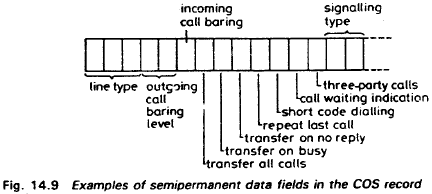 incoming
call baring
signalling
type
line type
outgoing
call
baring
level
three-party calls
call waiting indication
short code dialling
repeat last call
transfer on no reply
transfer on busy
transfer all calls
Fig. 14.9 Examples of semipermanent data fields in the COS record